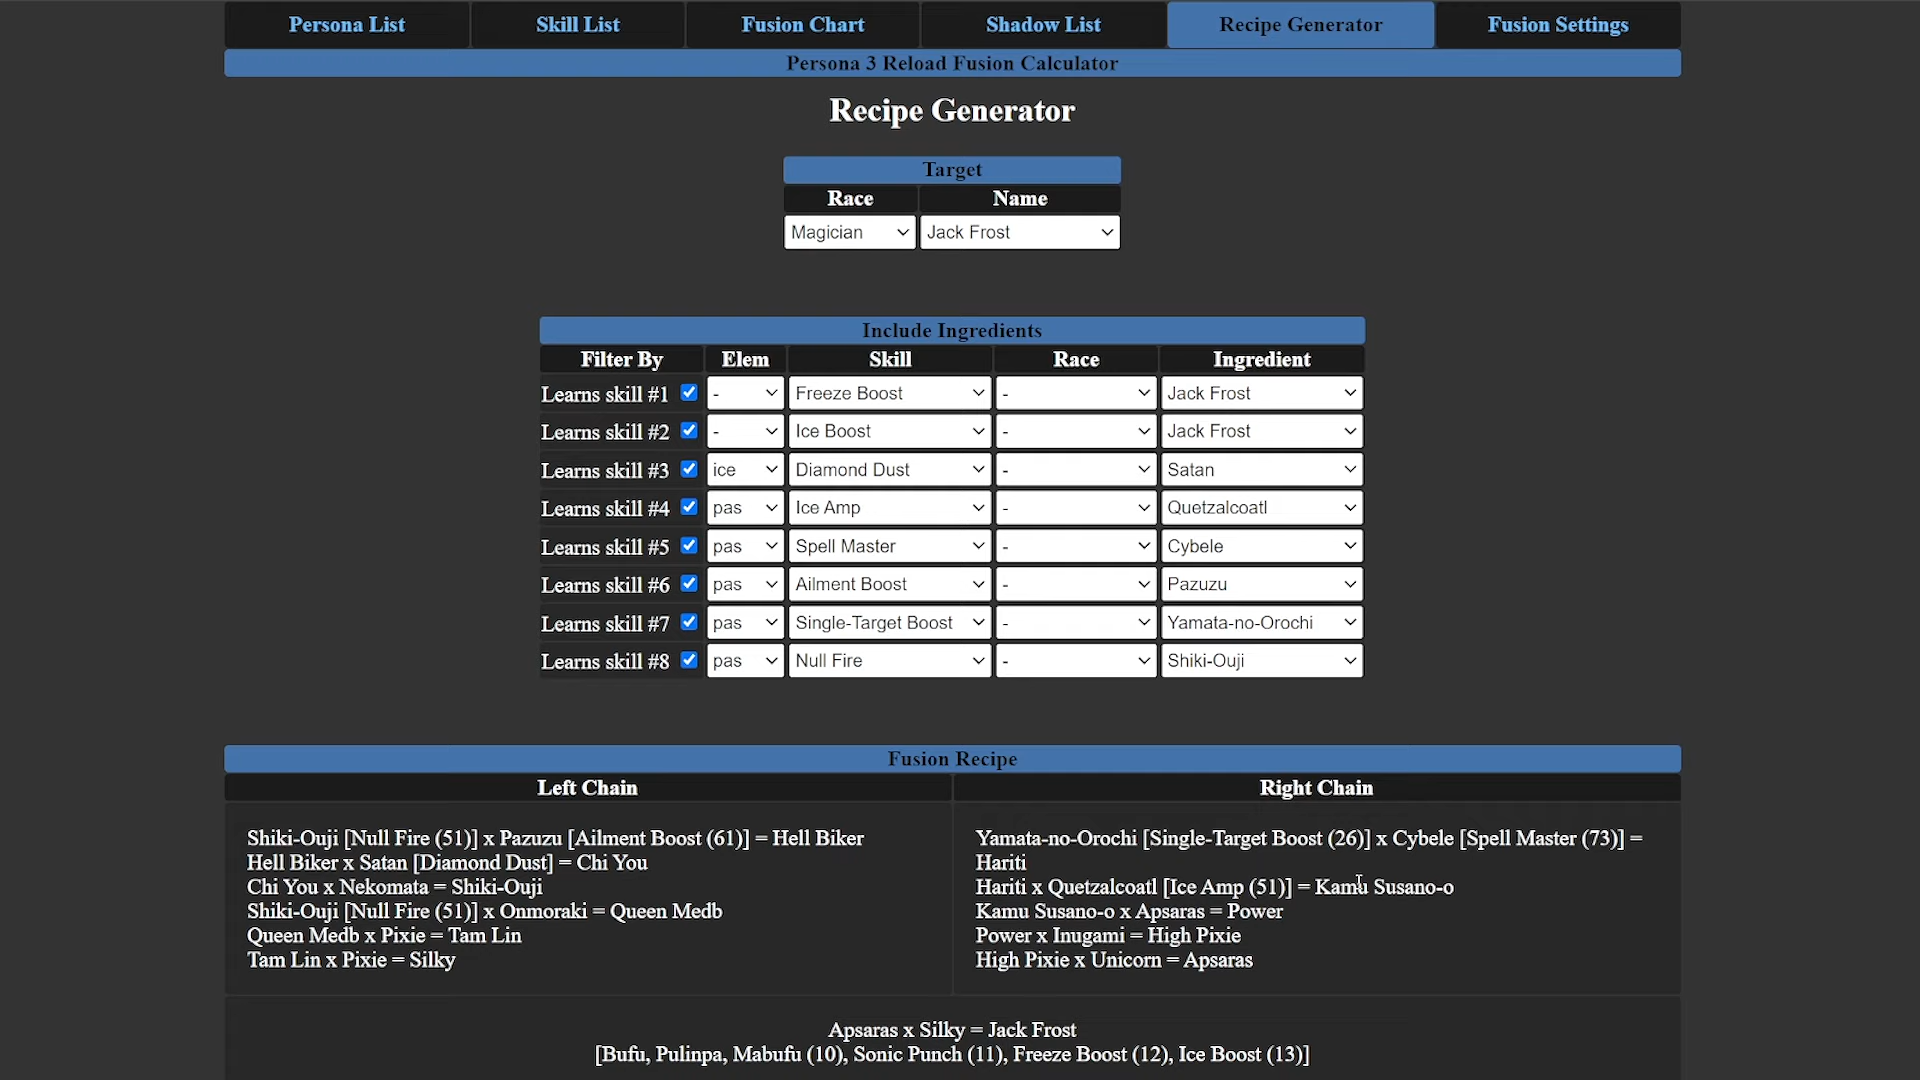 Persona List Skill List Fusion Chart Shadow List Recipe Generator Fusion Settings
Persona 3 Reload Fusion Calculator
Recipe Generator
Target
Race Name
Magician Jack Frost
Include Ingredients
Filter By Elem Skill Race Ingredient
Learns skill #1 - Freeze Boost - Jack Frost
Learns skill #2 - Ice Boost - Jack Frost
Learns skill #3 ice Diamond Dust - Satan
Learns skill #4 pas Ice Amp - Quetzalcoatl
Learns skill #5 pas Spell Master - Cybele
Learns skill #6 pas Ailment Boost - Pazuzu
Learns skill #7 pas Single-Target Boost - Yamata-no-Orochi
Learns skill #8 pas Null Fire - Shiki-Ouji
Fusion Recipe
Left Chain
Shiki-Ouji [Null Fire (51)] x Pazuzu [Ailment Boost (61)] = Hell Biker
Hell Biker x Satan [Diamond Dust] = Chi You
Chi You x Nekomata = Shiki-Ouji
Shiki-Ouji [Null Fire (51)] x Onmoraki = Queen Medb
Queen Medb x Pixie = Tam Lin
Tam Lin x Pixie = Silky
Right Chain
Yamata-no-Orochi [Single-Target Boost (26)] x Cybele [Spell Master (73)] =
Hariti
Hariti x Quetzalcoatl [Ice Amp (51)] = Kamu Susano-o
Kamu Susano-o x Apsaras = Power
Power x Inugami = High Pixie
High Pixie x Unicorn = Apsaras
Apsaras x Silky = Jack Frost
[Bufu, Pulinpa, Mabufu (10), Sonic Punch (11), Freeze Boost (12), Ice Boost (13)]